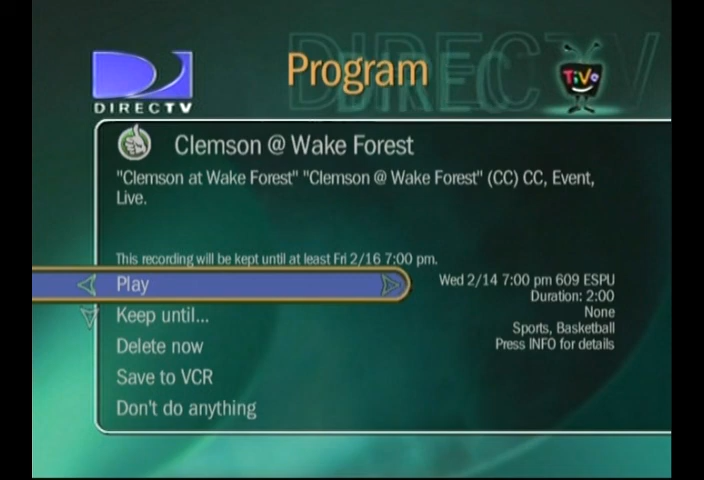 DIRECTV
Program
TiVo
DIRECTV
Clemson @ Wake Forest
"Clemson at Wake Forest" "Clemson @ Wake Forest" (CC) CC, Event,
Live.
This recording will be kept until at least Fri 2/16 7:00 pm.
Play
Wed 2/14 7:00 pm 609 ESPU
Duration: 2:00
Keep until...
None
Sports, Basketball
Delete now
Press INFO for details
Save to VCR
Don't do anything